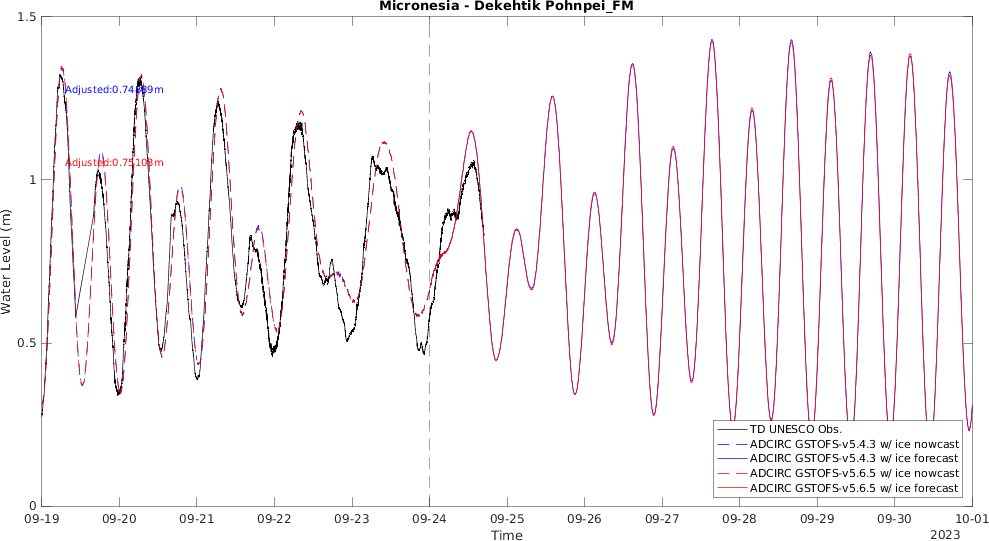 Micronesia - Dekehtik Pohnpei_FM
1.5
1
0.5
0
Water Level (m)
Adjusted:0.74889m
Adjusted:0.75103m
TD UNESCO Obs.
ADCIRC GSTOFS-v5.4.3 w/ ice nowcast
ADCIRC GSTOFS-v5.4.3 w/ ice forecast
ADCIRC GSTOFS-v5.6.5 w/ ice nowcast
ADCIRC GSTOFS-v5.6.5 w/ ice forecast
09-19 09-20 09-21 09-22 09-23 09-24 09-25 09-26 09-27 09-28 09-29 09-30 10-01
Time
2023